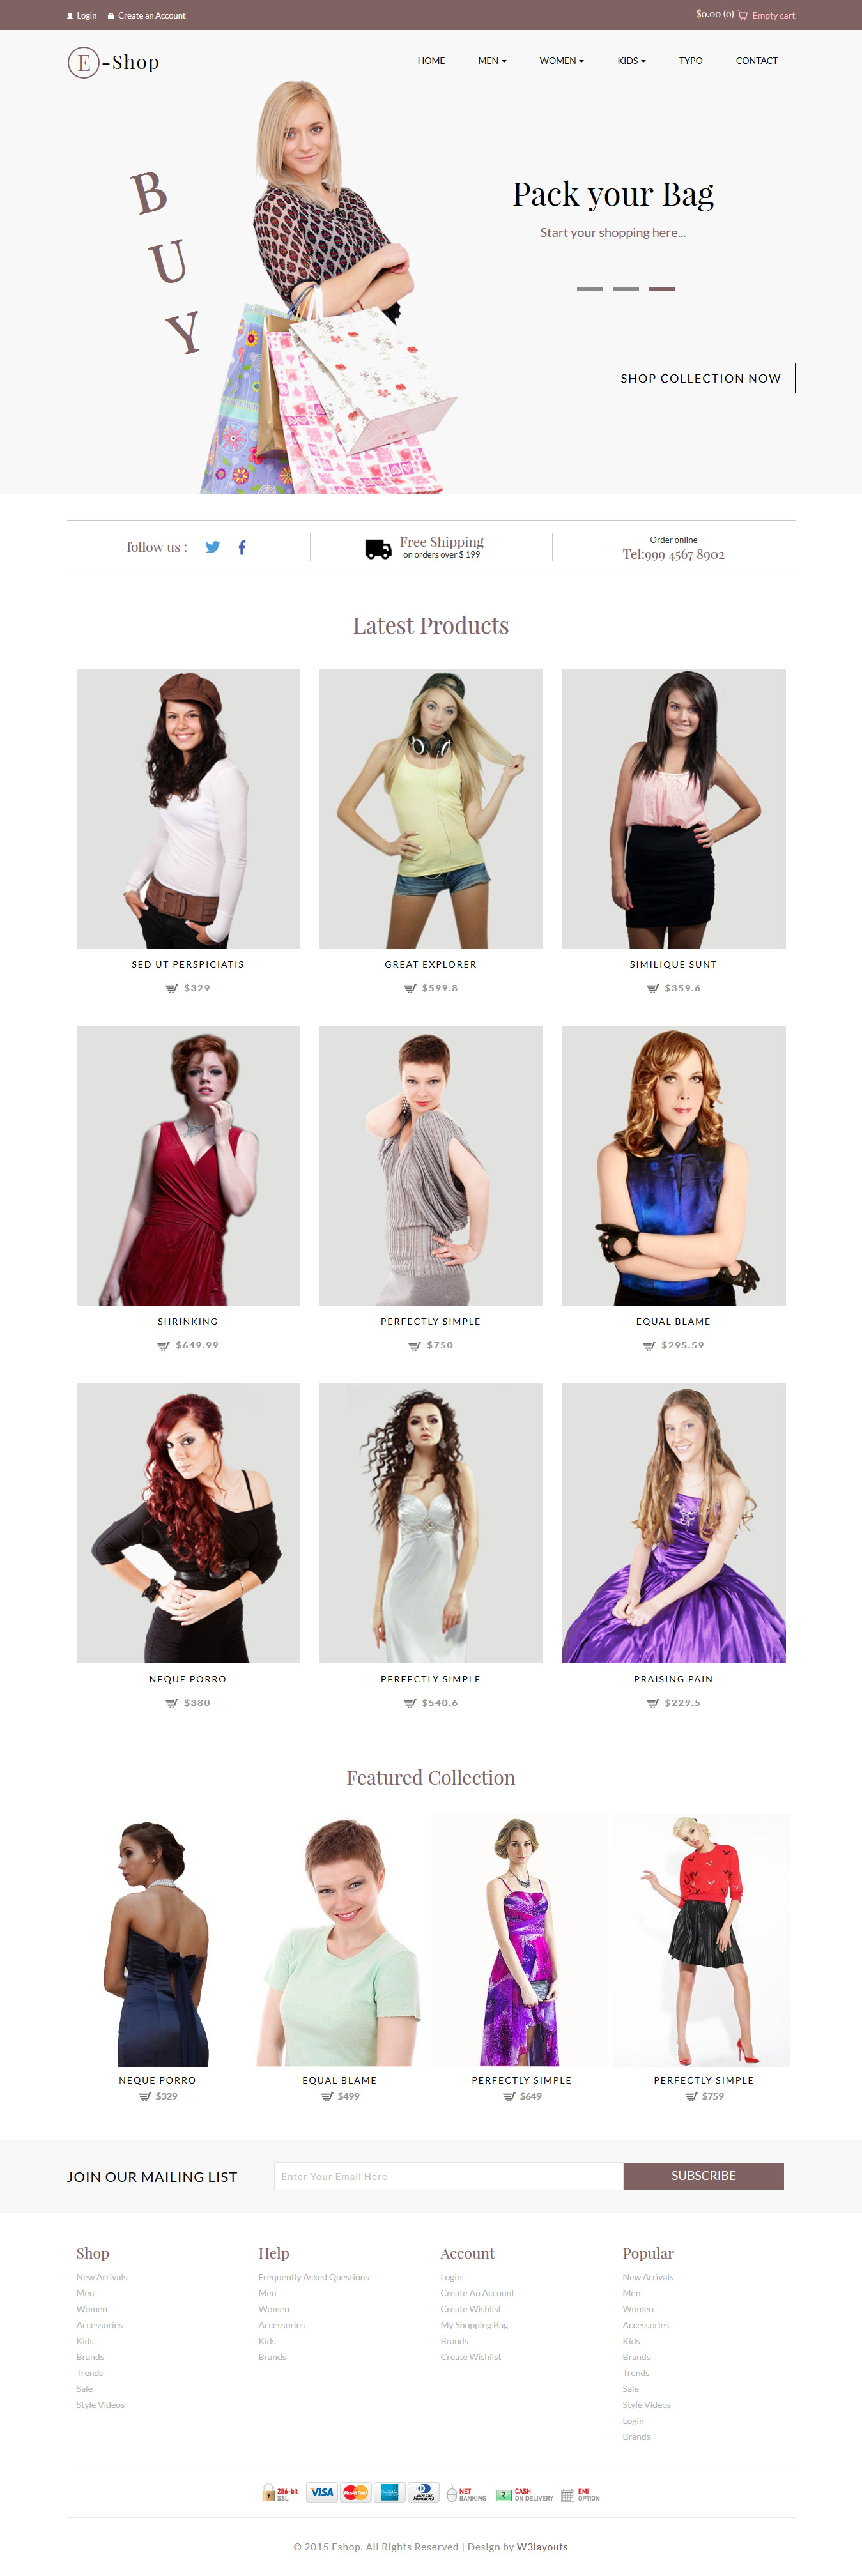 Login Create an Account $0.00 (0) Empty cart
E-Shop HOME MEN WOMEN KIDS TYPO CONTACT
B
U
Y
Pack your Bag
Start your shopping here...
SHOP COLLECTION NOW
follow us :
Free Shipping
on orders over $ 199
Order online
Tel:999 4567 8902
Latest Products
SED UT PERSPICIATIS
$329
GREAT EXPLORER
$599.8
SIMILIQUE SUNT
$359.6
SHRINKING
$649.99
PERFECTLY SIMPLE
$750
EQUAL BLAME
$295.59
NEQUE PORRO
$380
PERFECTLY SIMPLE
$540.6
PRAISING PAIN
$229.5
Featured Collection
NEQUE PORRO
$329
EQUAL BLAME
$499
PERFECTLY SIMPLE
$649
PERFECTLY SIMPLE
$759
JOIN OUR MAILING LIST Enter Your Email Here SUBSCRIBE
Shop
New Arrivals
Men
Women
Accessories
Kids
Brands
Trends
Sale
Style Videos
Help
Frequently Asked Questions
Men
Women
Accessories
Kids
Brands
Account
Login
Create An Account
Create Wishlist
My Shopping Bag
Brands
Create Wishlist
Popular
New Arrivals
Men
Women
Accessories
Kids
Brands
Trends
Sale
Style Videos
Login
Brands
256-bit
SSL
VISA
MasterCard
NET
BANKING
CASH
ON DELIVERY
EMI
OPTION
© 2015 Eshop. All Rights Reserved | Design by W3layouts